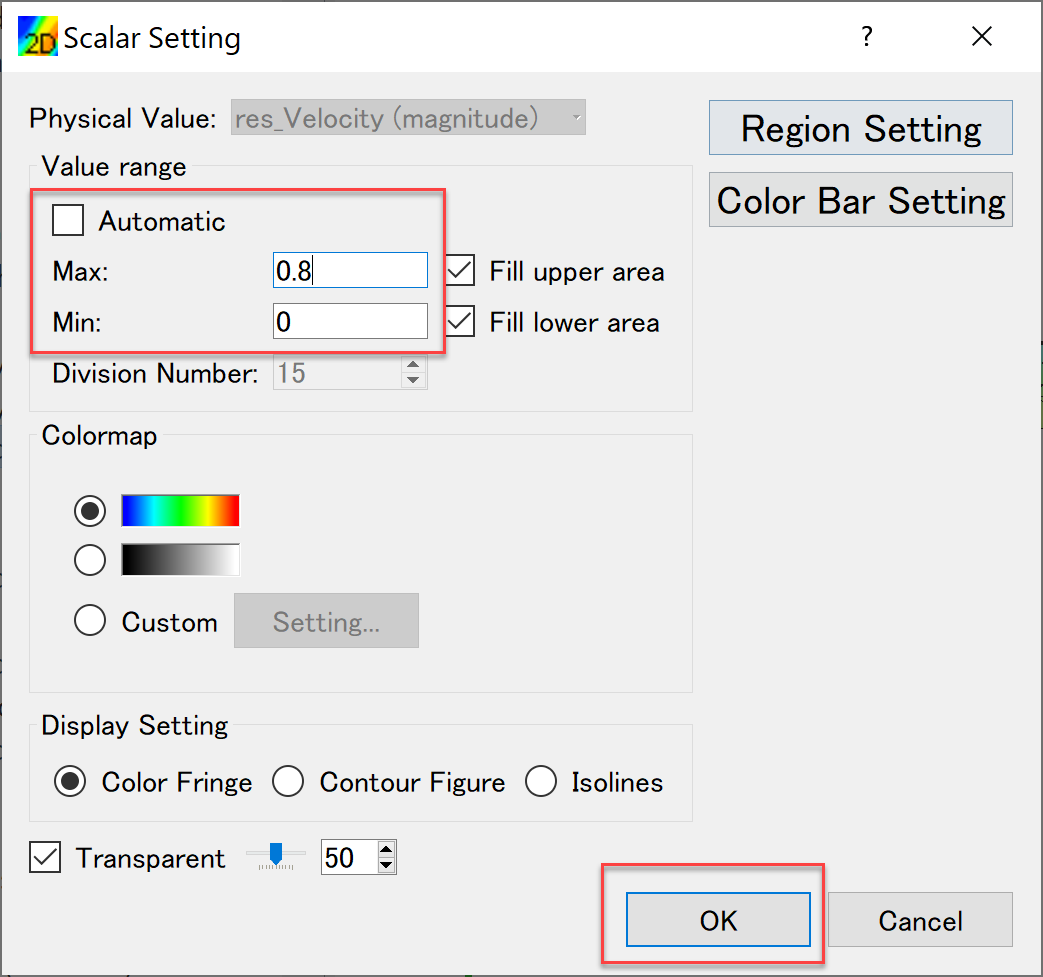 2D Scalar Setting ?
Physical Value: res_Velocity (magnitude) Region Setting
Value range
Color Bar Setting
Automatic
Max: 0.8 Fill upper area
Min: 0 Fill lower area
Division Number: 15
Colormap
Custom Setting...
Display Setting
Color Fringe Contour Figure Isolines
Transparent 50
OK Cancel